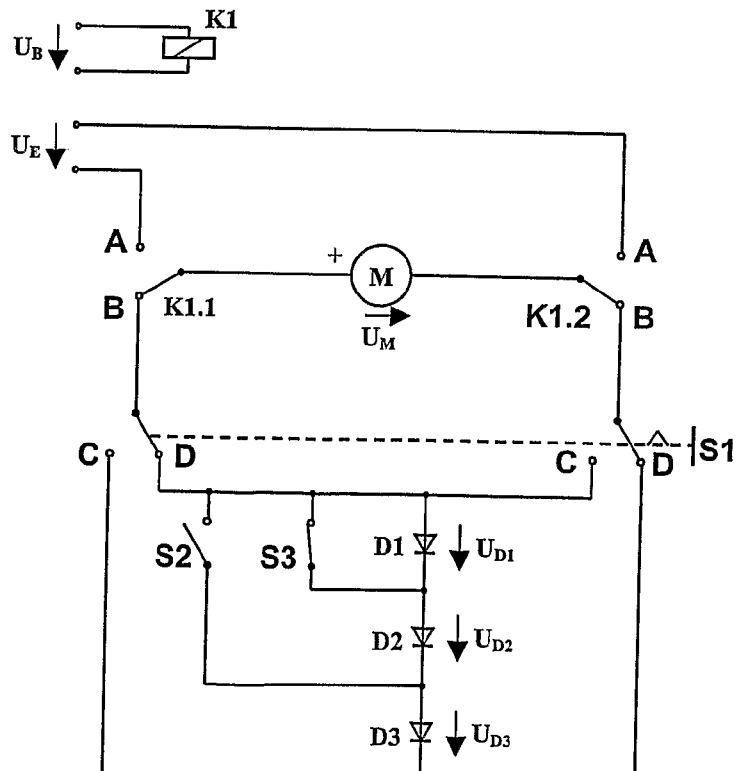 K1
U_B
U_E
A
A
+
M
B
K1.1
K1.2
B
U_M
C
D
C
D
S1
S2
S3
D1
U_D1
D2
U_D2
D3
U_D3